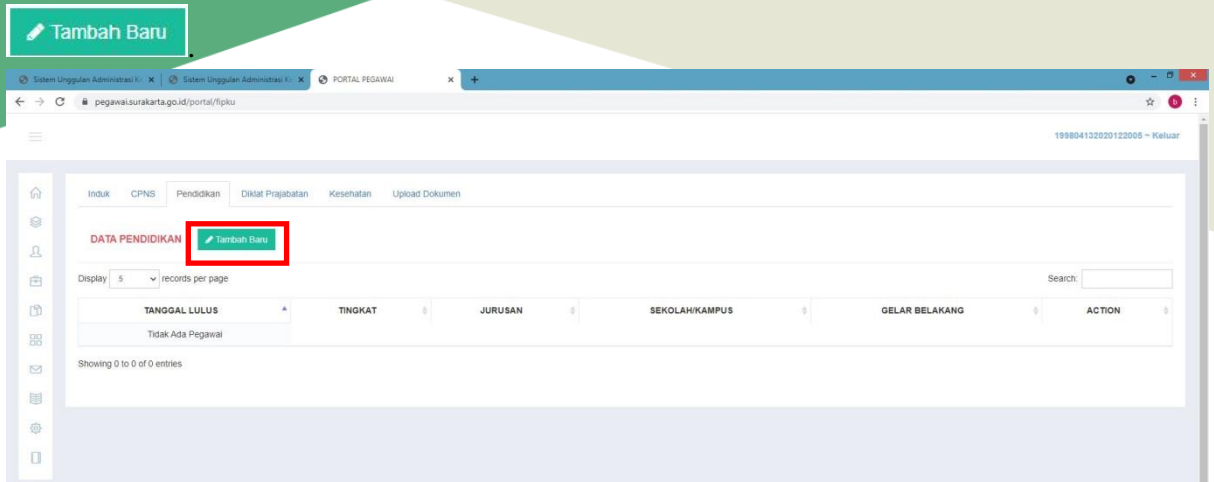 Tambah Baru
.
Sistem Unggulan Administrasi Ke
Sistem Unggulan Administrasi Ke
PORTAL PEGAWAI
pegawai.surakarta.go.id/portal/fipku
b
199804132020122005 ~ Keluar
Induk CPNS Pendidikan Diklat Prajabatan Kesehatan Upload Dokumen
DATA PENDIDIKAN Tambah Baru
Display 5 records per page Search:
TANGGAL LULUS TINGKAT JURUSAN SEKOLAH/KAMPUS GELAR BELAKANG ACTION
Tidak Ada Pegawai
Showing 0 to 0 of 0 entries